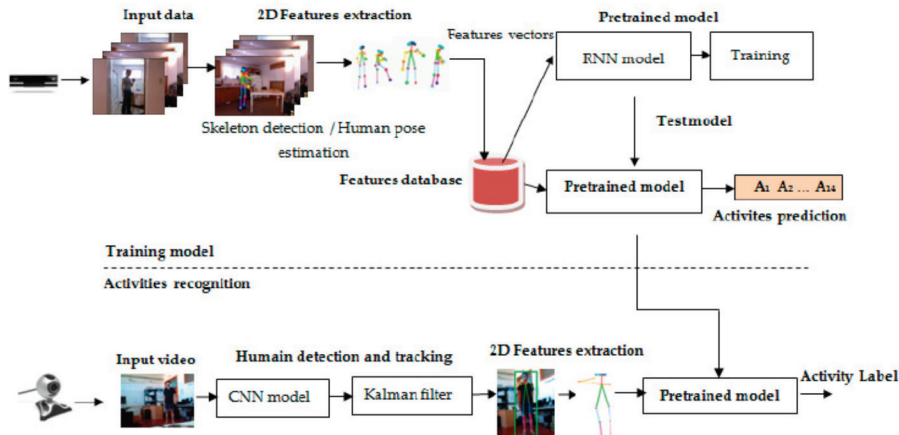 Input data
2D Features extraction
Pretrained model
Features vectors
RNN model
Training
Skeleton detection / Human pose
estimation
Testmodel
Features database
Pretrained model
A1 A2 ... A14
Activites prediction
Training model
Activities recognition
Input video
Humain detection and tracking
2D Features extraction
CNN model
Kalman filter
Pretrained model
Activity Label